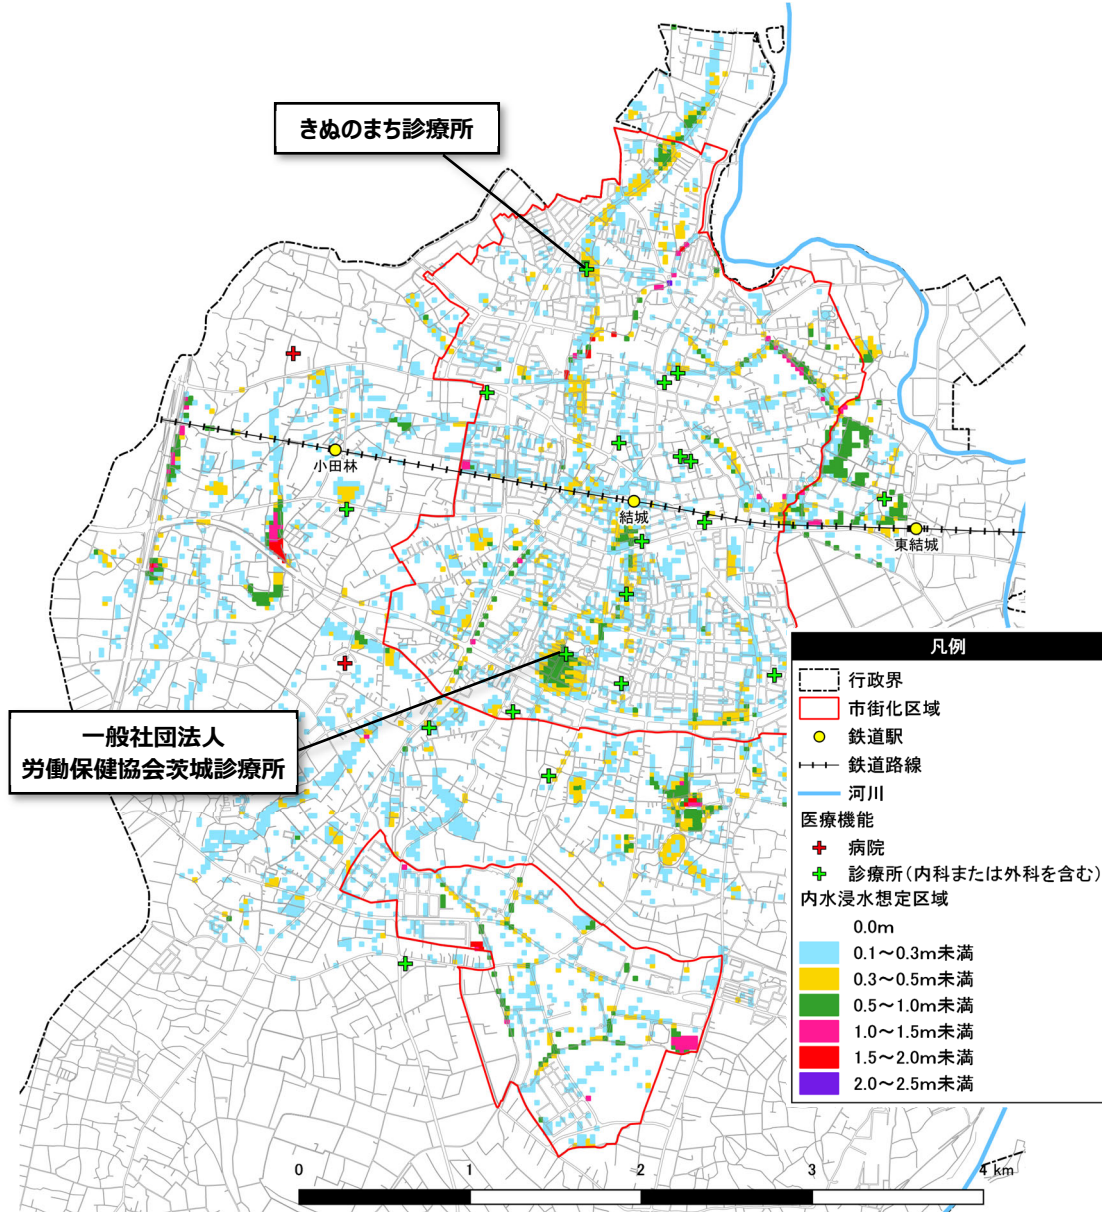 きぬのまち診療所
小田林
結城
東結城
一般社団法人
労働保健協会茨城診療所
凡例
行政界
市街化区域
鉄道駅
鉄道路線
河川
医療機能
病院
診療所(内科または外科を含む)
内水浸水想定区域
0.0m
0.1～0.3m未満
0.3～0.5m未満
0.5～1.0m未満
1.0～1.5m未満
1.5～2.0m未満
2.0～2.5m未満
0 1 2 3 4 km